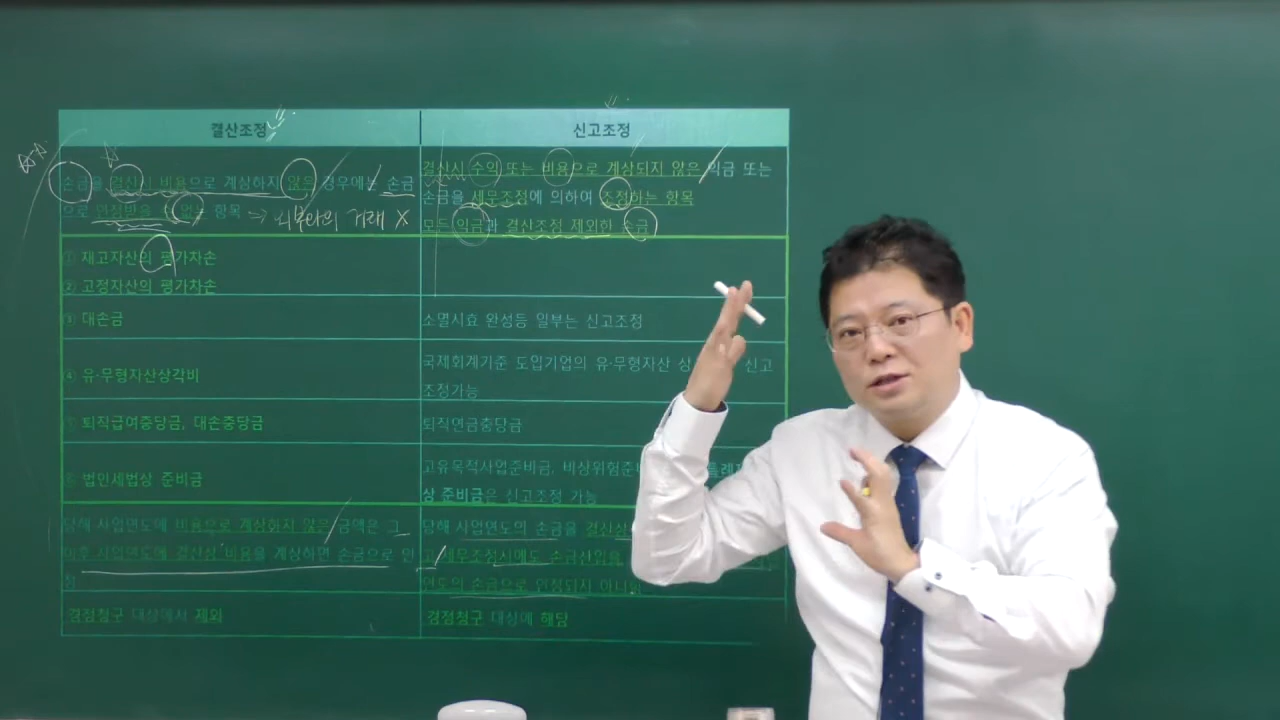 결산조정
신고조정
손금을 결산시 비용으로 계상하지 않은 경우에는 손금
으로 인정받을 수 없는 항목 → 외부와의 거래 X
결산시 수익 또는 비용으로 계상되지 않은 익금 또는
손금을 세무조정에 의하여 조정하는 항목
모든 익금과 결산조정 제외한 손금
① 재고자산의 평가차손
② 고정자산의 평가차손
③ 대손금
소멸시효 완성등 일부는 신고조정
④ 유·무형자산상각비
국제회계기준 도입기업의 유·무형자산 신고
조정가능
퇴직급여충당금, 대손충당금
퇴직연금충당금
법인세법상 준비금
고유목적사업준비금, 비상위험준
상 준비금은 신고조정 가능
당해 사업연도에 비용으로 계상하지 않은 금액은 그
이후 사업연도에 결산상 비용을 계상하면 손금으로 인
정
당해 사업연도의 손금을 결산상
고 세무조정시에도 손금산입을
연도의 손금으로 인정되지 아니
경정청구 대상에서 제외
경정청구 대상에 해당